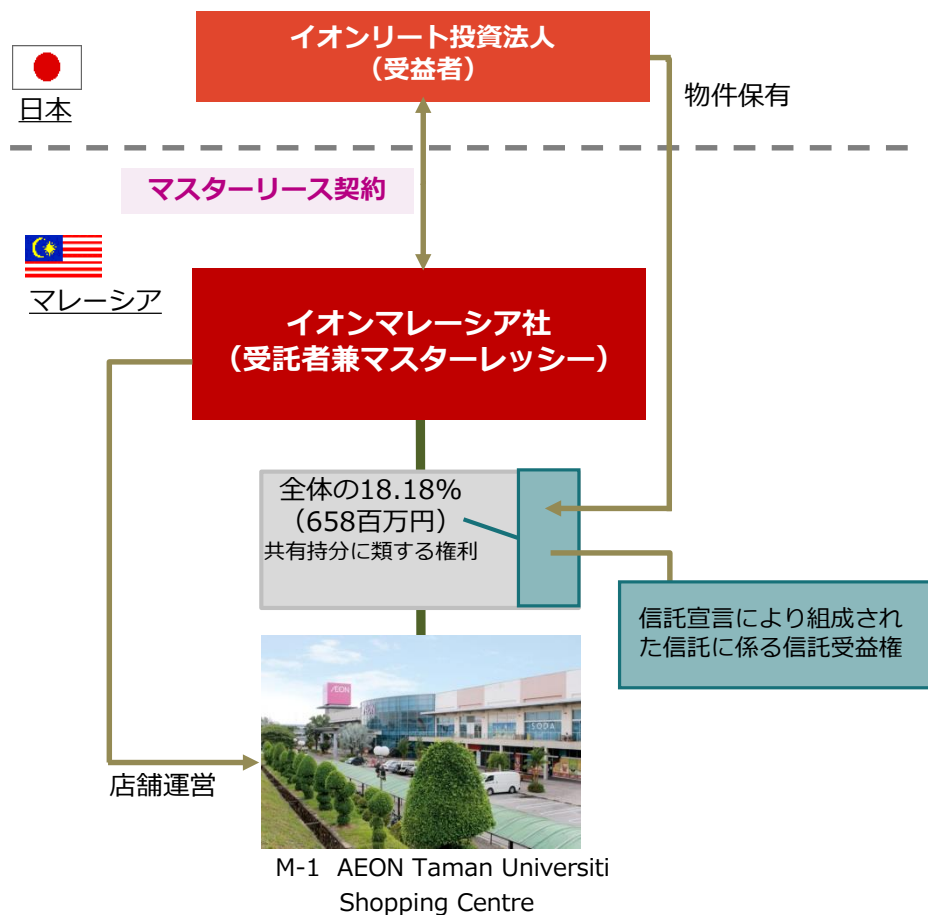 イオンリート投資法人
（受益者）
日本
物件保有
マスターリース契約
マレーシア
イオンマレーシア社
（受託者兼マスターレッシー）
全体の18.18%
（658百万円）
共有持分に類する権利
信託宣言により組成され
た信託に係る信託受益権
ÆON
SODA
店舗運営
M-1 AEON Taman Universiti
Shopping Centre